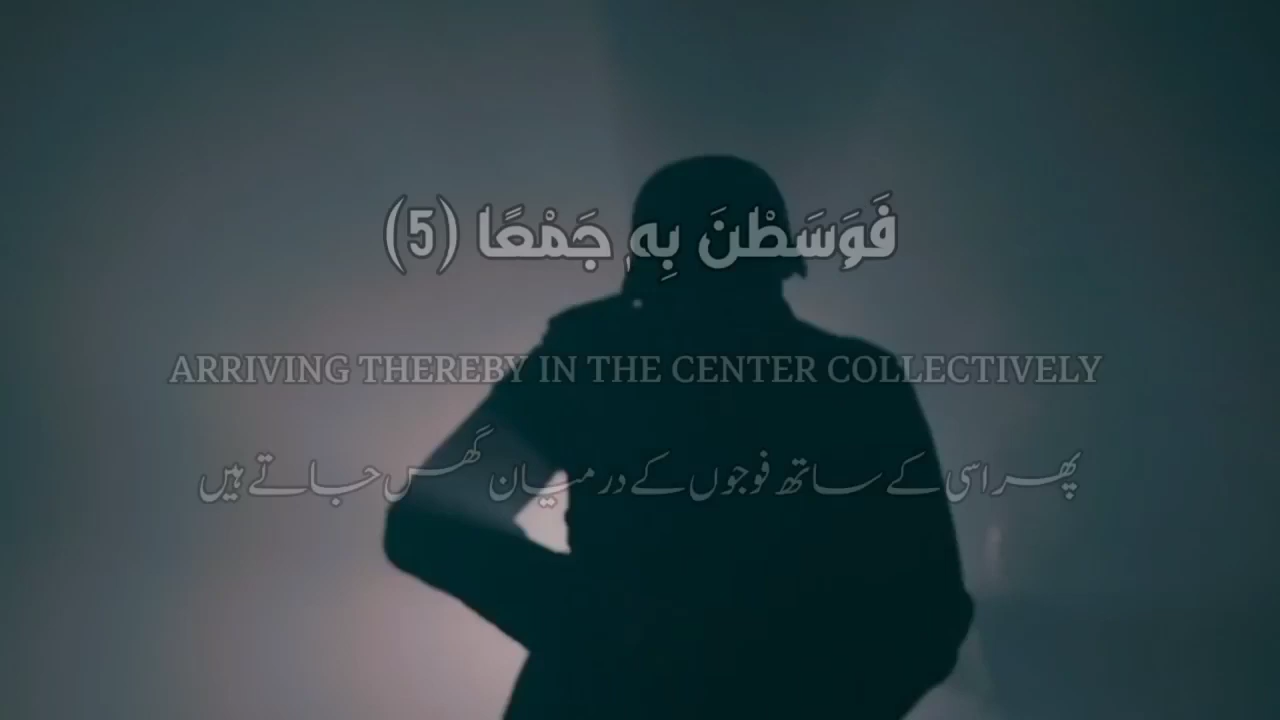 فَوَسَطْنَ بِهٖ جَمْعًا (5)
ARRIVING THEREBY IN THE CENTER COLLECTIVELY
پھر اسی کے ساتھ فوجوں کے درمیان گھس جاتے ہیں